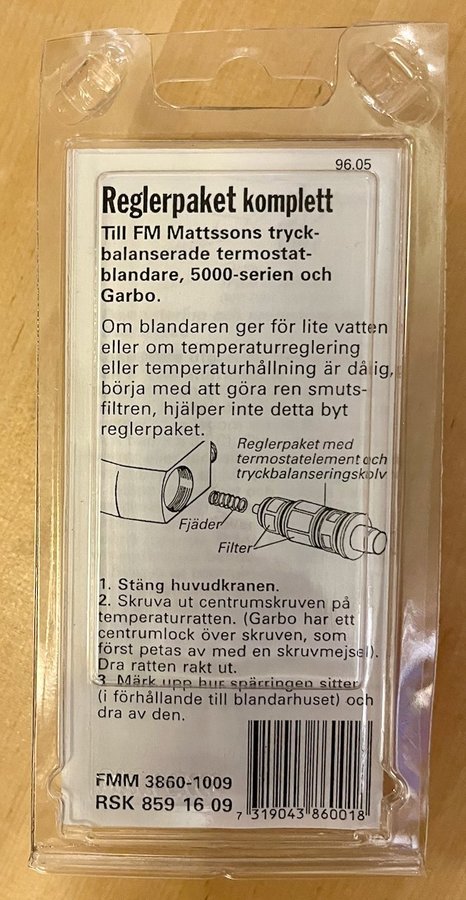 96.05
Reglerpaket komplett
Till FM Mattssons tryck-
balanserade termostat-
blandare, 5000-serien och
Garbo.
Om blandaren ger för lite vatten
eller om temperaturreglering
eller temperaturhållning är dålig,
börja med att göra ren smuts-
filtren, hjälper inte detta byt
reglerpaket.
Reglerpaket med
termostatelement och
tryckbalanseringskolv
Fjäder
Filter
1. Stäng huvudkranen.
2. Skruva ut centrumskruven på
temperaturratten. (Garbo har ett
centrumlock över skruven, som
först petas av med en skruvmejsel).
Dra ratten rakt ut.
3. Märk upp hur spärringen sitter
(i förhållande till blandarhuset) och
dra av den.
FMM 3860-1009
RSK 859 16 09
7 319043 860018